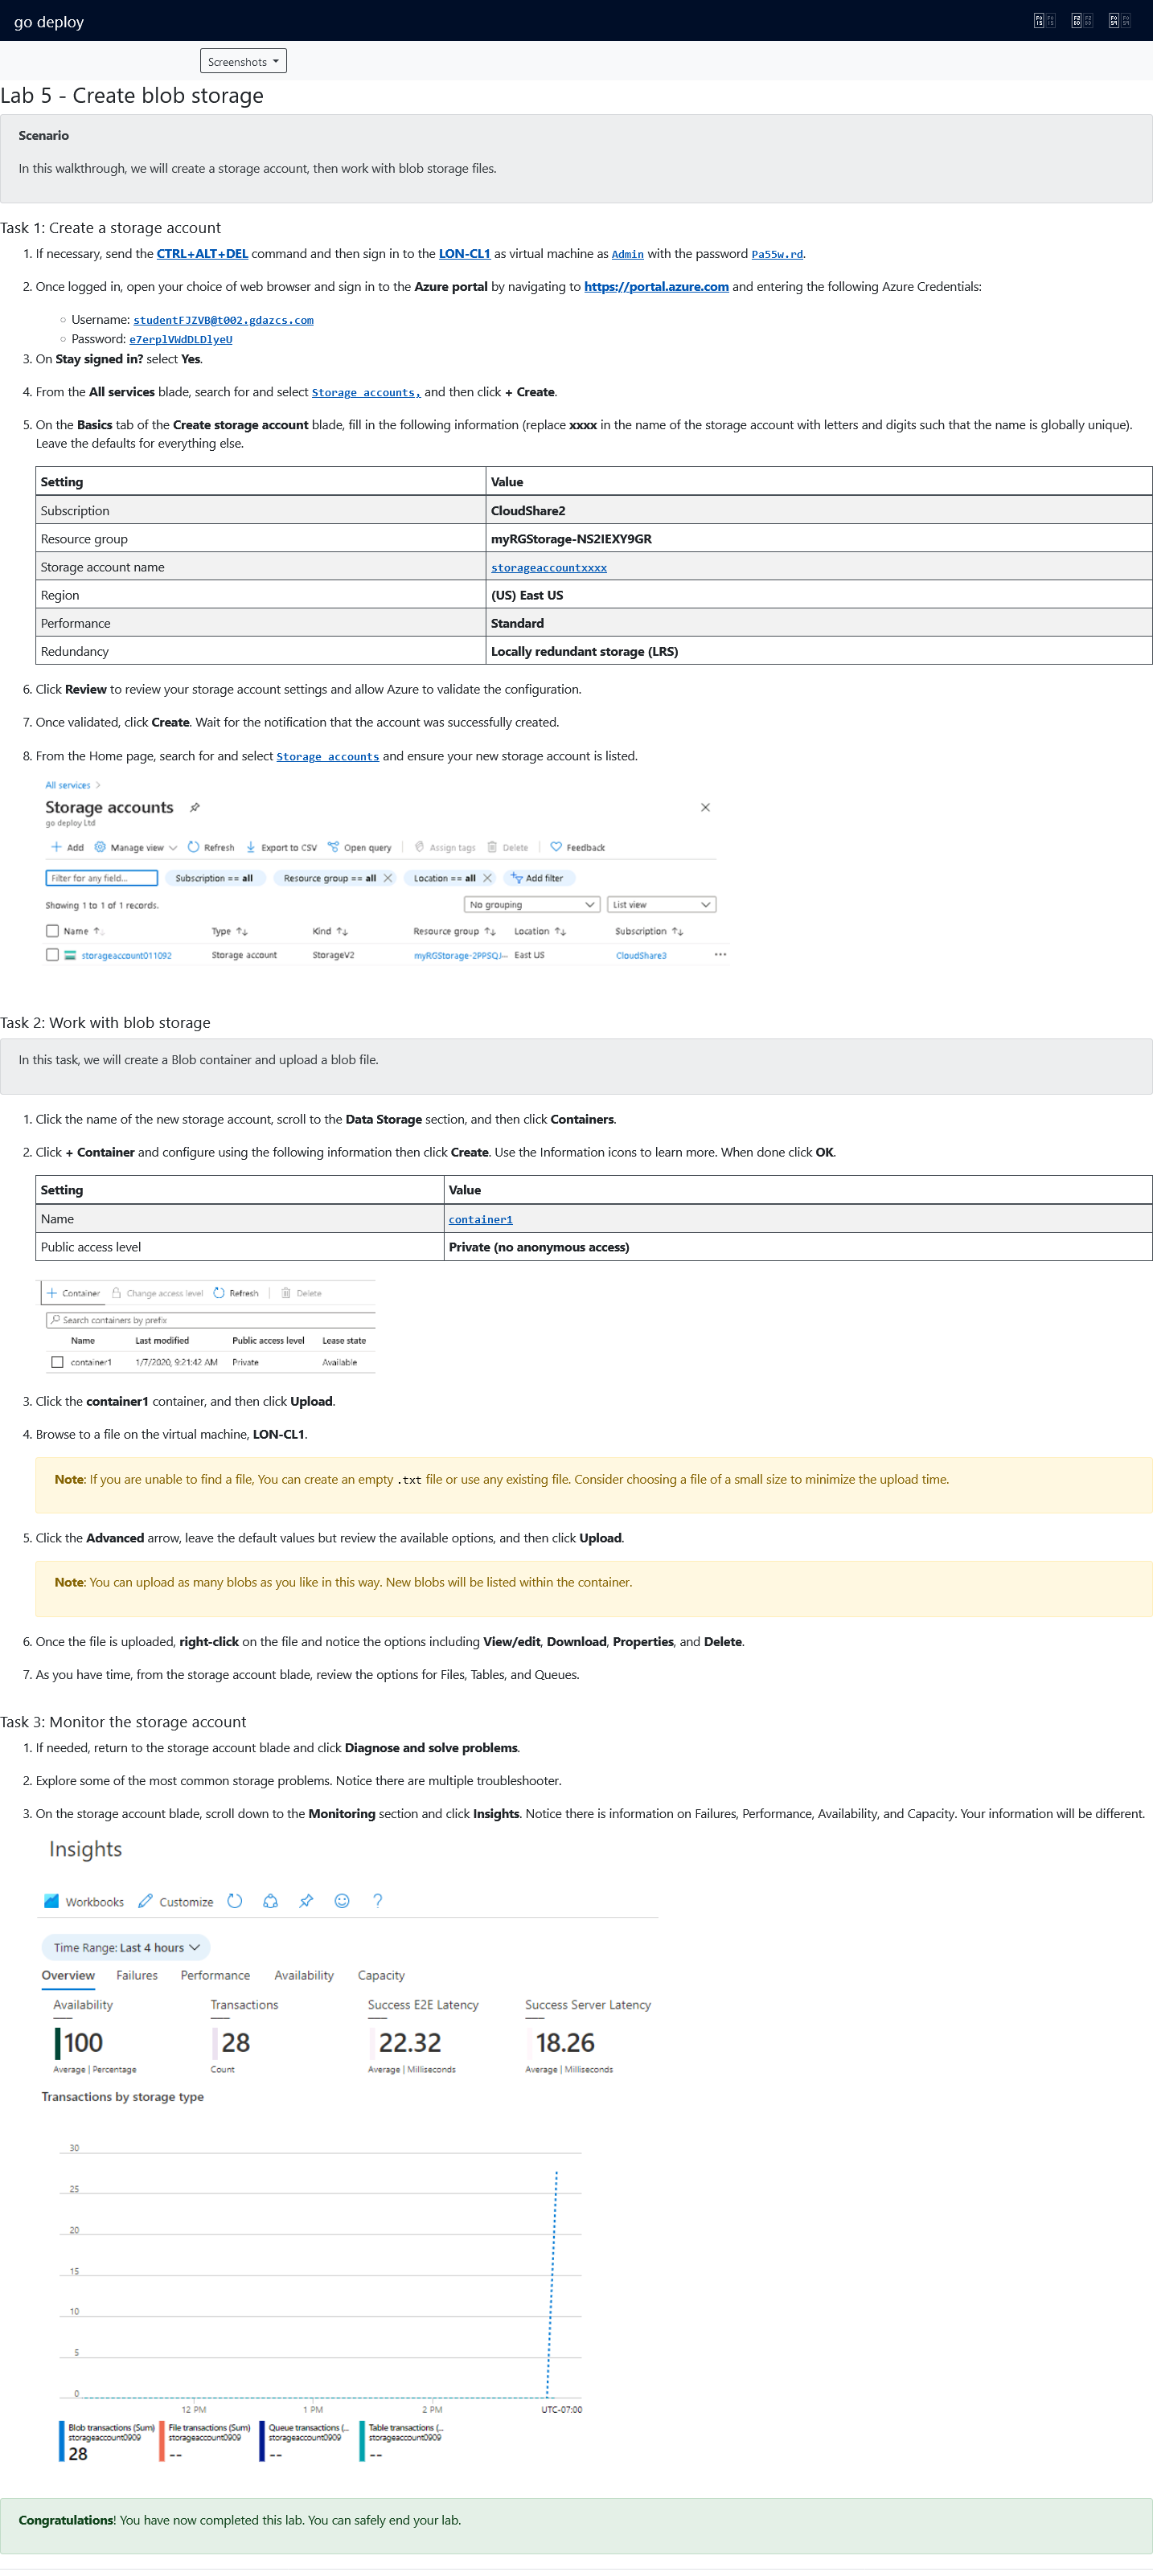 go deploy
Screenshots
Lab 5 - Create blob storage
Scenario
In this walkthrough, we will create a storage account, then work with blob storage files.
Task 1: Create a storage account
1. If necessary, send the CTRL+ALT+DEL command and then sign in to the LON-CL1 as virtual machine as Admin with the password Pa55w.rd.
2. Once logged in, open your choice of web browser and sign in to the Azure portal by navigating to https://portal.azure.com and entering the following Azure Credentials:
Username: studentFJZVB@t002.gdazcs.com
Password: e7erplVWdDLDlyeU
3. On Stay signed in? select Yes.
4. From the All services blade, search for and select Storage accounts, and then click + Create.
5. On the Basics tab of the Create storage account blade, fill in the following information (replace xxxx in the name of the storage account with letters and digits such that the name is globally unique).
Leave the defaults for everything else.
Setting Value
Subscription CloudShare2
Resource group myRGStorage-NS2IEXY9GR
Storage account name storageaccountxxxx
Region (US) East US
Performance Standard
Redundancy Locally redundant storage (LRS)
6. Click Review to review your storage account settings and allow Azure to validate the configuration.
7. Once validated, click Create. Wait for the notification that the account was successfully created.
8. From the Home page, search for and select Storage accounts and ensure your new storage account is listed.
All services >
Storage accounts
go deploy Ltd
+ Add Manage view Refresh Export to CSV Open query Assign tags Delete Feedback
Filter for any field... Subscription == all Resource group == all Location == all Add filter
Showing 1 to 1 of 1 records. No grouping List view
Name Type Kind Resource group Location Subscription
storageaccount011092 Storage account StorageV2 myRGStorage-2PPSQJ... East US CloudShare3 ...
Task 2: Work with blob storage
In this task, we will create a Blob container and upload a blob file.
1. Click the name of the new storage account, scroll to the Data Storage section, and then click Containers.
2. Click + Container and configure using the following information then click Create. Use the Information icons to learn more. When done click OK.
Setting Value
Name container1
Public access level Private (no anonymous access)
+ Container Change access level Refresh Delete
Search containers by prefix
Name Last modified Public access level Lease state
container1 1/7/2020, 9:21:42 AM Private Available
3. Click the container1 container, and then click Upload.
4. Browse to a file on the virtual machine, LON-CL1.
Note: If you are unable to find a file, You can create an empty .txt file or use any existing file. Consider choosing a file of a small size to minimize the upload time.
5. Click the Advanced arrow, leave the default values but review the available options, and then click Upload.
Note: You can upload as many blobs as you like in this way. New blobs will be listed within the container.
6. Once the file is uploaded, right-click on the file and notice the options including View/edit, Download, Properties, and Delete.
7. As you have time, from the storage account blade, review the options for Files, Tables, and Queues.
Task 3: Monitor the storage account
1. If needed, return to the storage account blade and click Diagnose and solve problems.
2. Explore some of the most common storage problems. Notice there are multiple troubleshooter.
3. On the storage account blade, scroll down to the Monitoring section and click Insights. Notice there is information on Failures, Performance, Availability, and Capacity. Your information will be different.
Insights
Workbooks Customize
Time Range: Last 4 hours
Overview Failures Performance Availability Capacity
Availability Transactions Success E2E Latency Success Server Latency
100 28 22.32 18.26
Average | Percentage Count Average | Milliseconds Average | Milliseconds
Transactions by storage type
30
25
20
15
10
5
0
12 PM 1 PM 2 PM UTC-07:00
Blob transactions (Sum) File transactions (Sum) Queue transactions (... Table transactions (...
storageaccount0909 storageaccount0909 storageaccount0909 storageaccount0909
28 -- -- --
Congratulations! You have now completed this lab. You can safely end your lab.